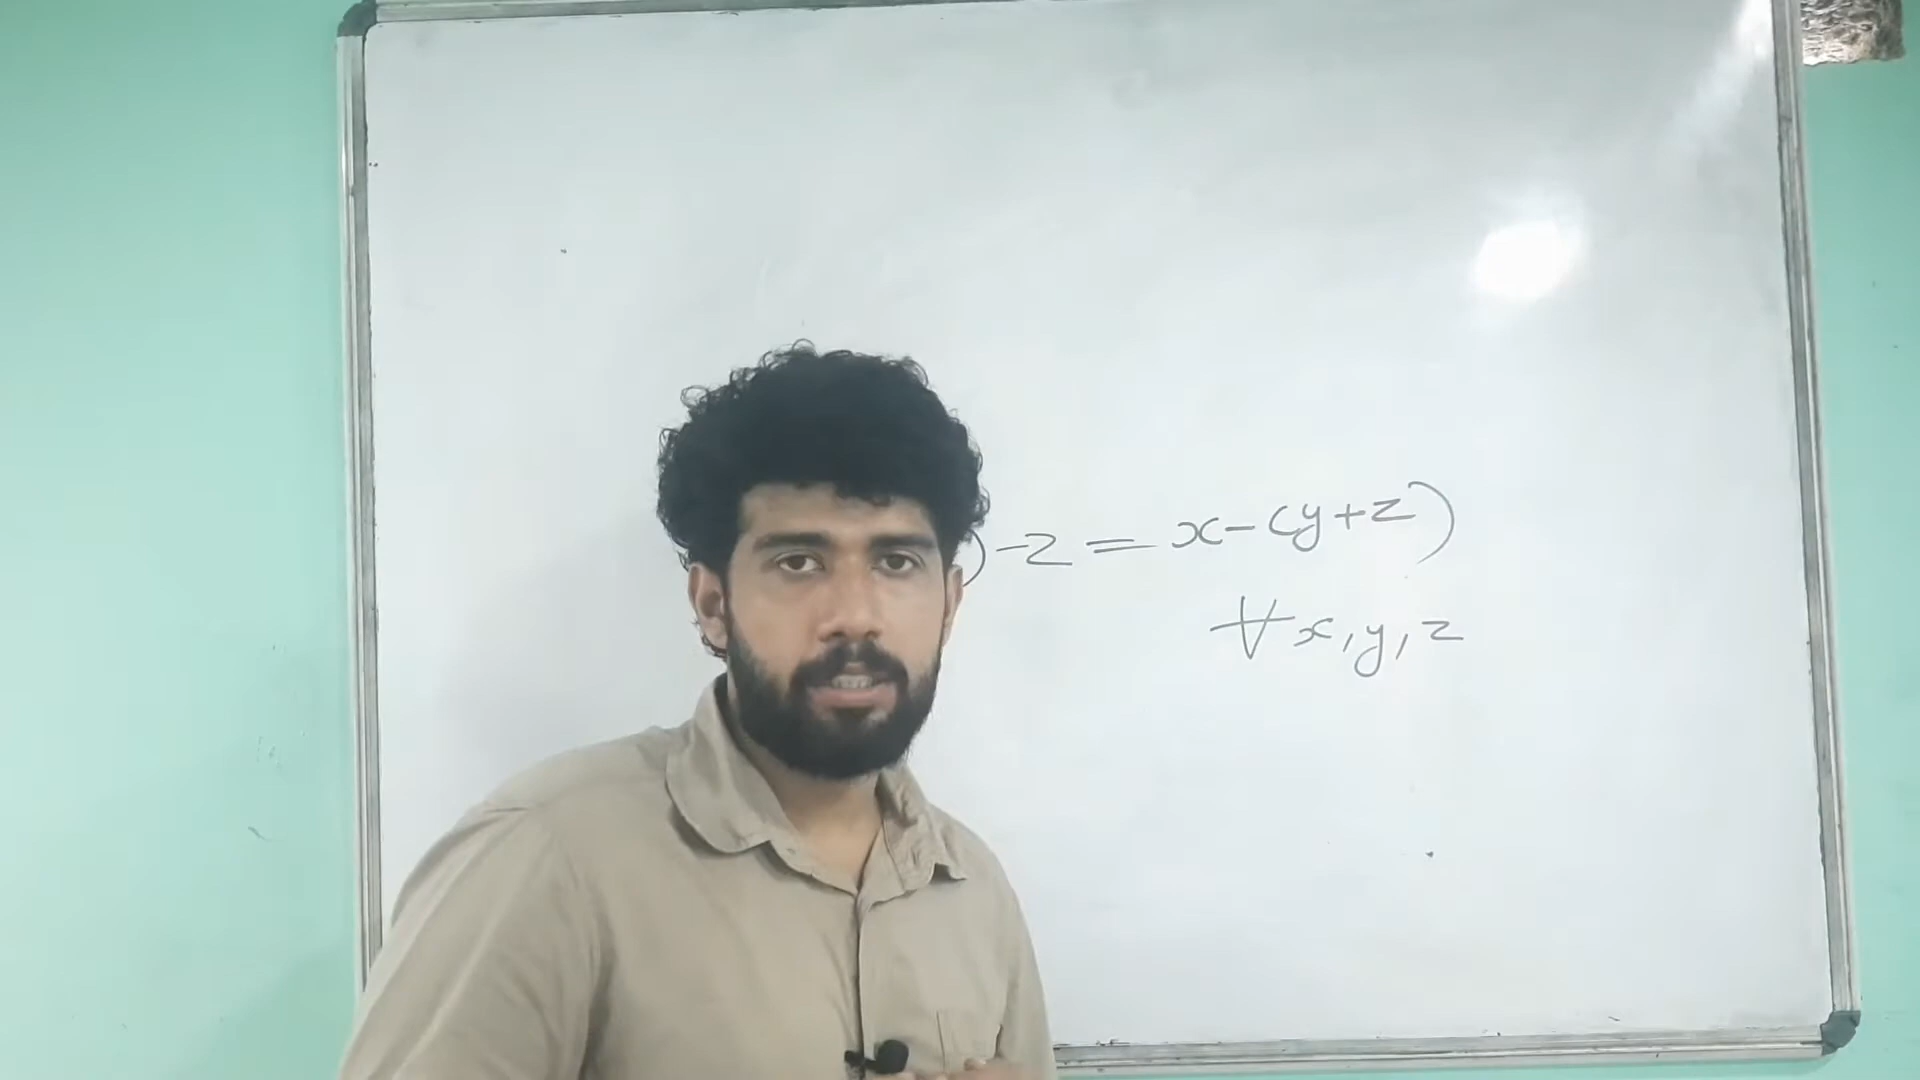 ) - z = x - (y + z)
∀ x, y, z